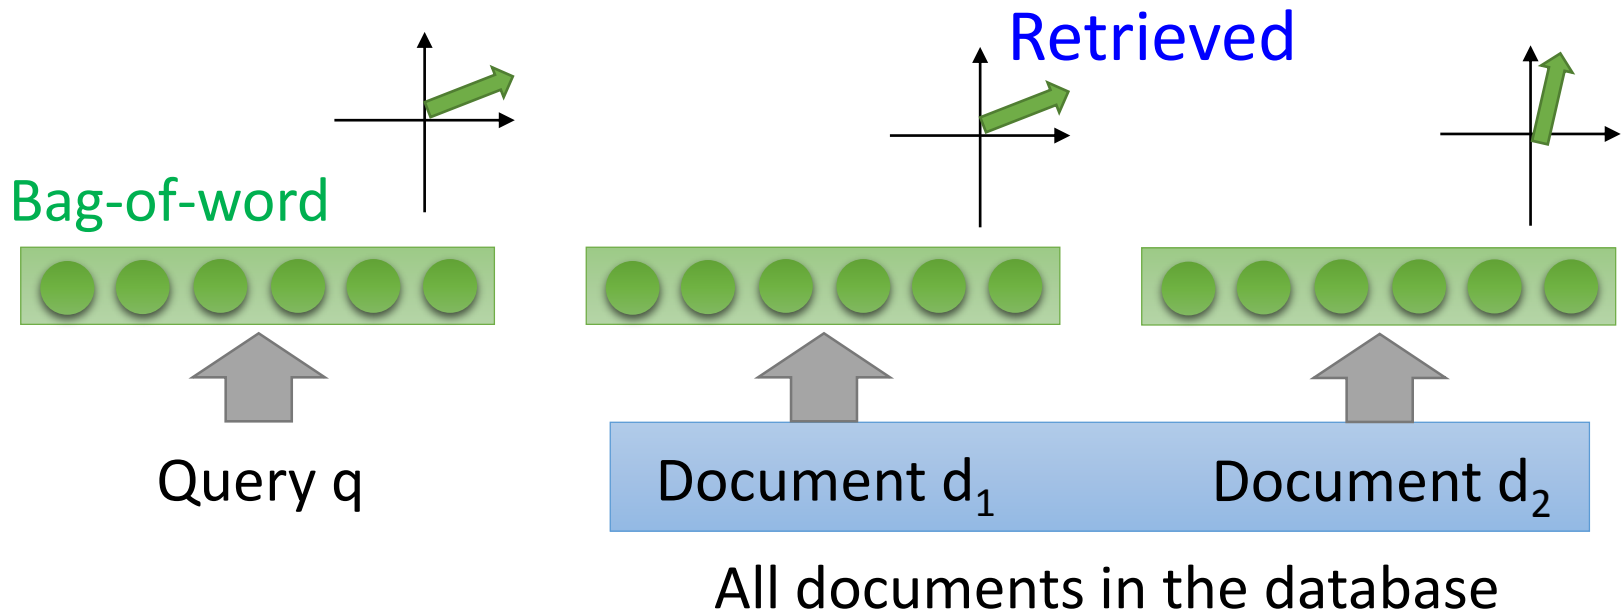 Retrieved
Bag-of-word
Query q
Document d₁
Document d₂
All documents in the database